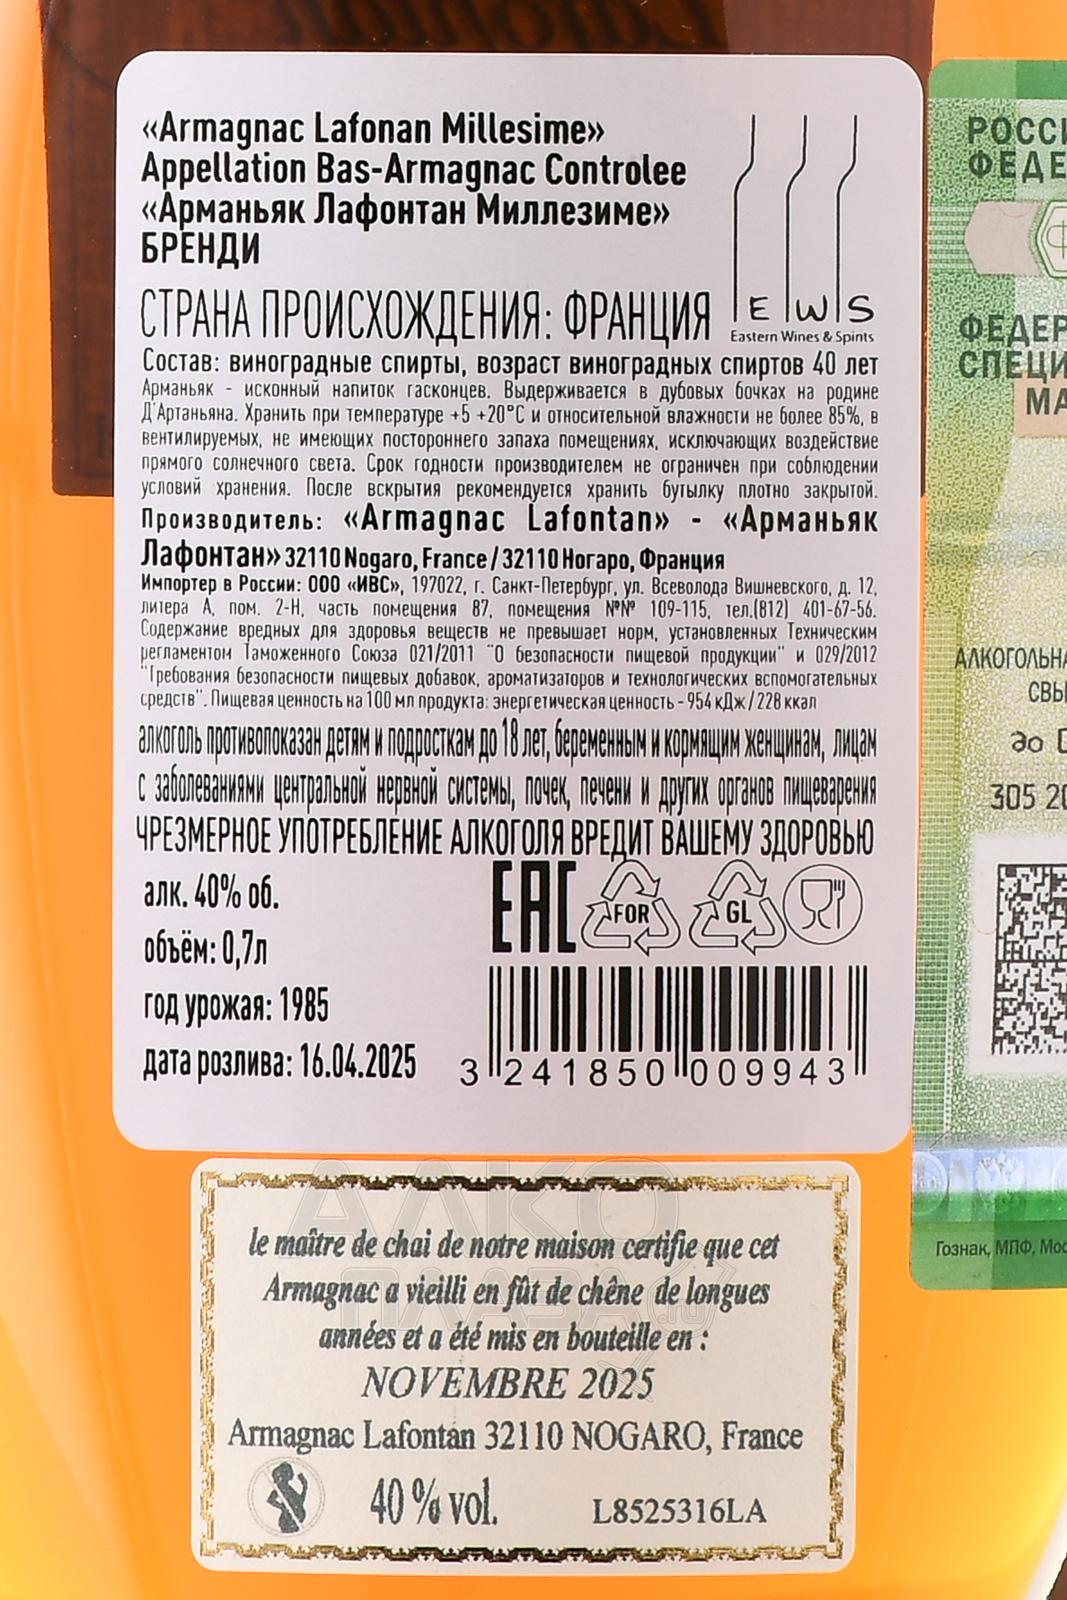 «Armagnac Lafonan Millesime»
Appellation Bas-Armagnac Controlee
«Арманьяк Лафонтан Миллезиме»
БРЕНДИ
E W S
Eastern Wines & Spirits
СТРАНА ПРОИСХОЖДЕНИЯ: ФРАНЦИЯ
Состав: виноградные спирты, возраст виноградных спиртов 40 лет
Арманьяк - исконный напиток гасконцев. Выдерживается в дубовых бочках на родине
Д'Артаньяна. Хранить при температуре +5 +20°С и относительной влажности не более 85%, в
вентилируемых, не имеющих постороннего запаха помещениях, исключающих воздействие
прямого солнечного света. Срок годности производителем не ограничен при соблюдении
условий хранения. После вскрытия рекомендуется хранить бутылку плотно закрытой.
Производитель: «Armagnac Lafontan» - «Арманьяк
Лафонтан» 32110 Nogaro, France / 32110 Ногаро, Франция
Импортер в России: ООО «ИВС», 197022, г. Санкт-Петербург, ул. Всеволода Вишневского, д. 12,
литера А, пом. 2-Н, часть помещения 87, помещения №№ 109-115, тел.(812) 401-67-56.
Содержание вредных для здоровья веществ не превышает норм, установленных Техническим
регламентом Таможенного Союза 021/2011 "О безопасности пищевой продукции" и 029/2012
"Требования безопасности пищевых добавок, ароматизаторов и технологических вспомогательных
средств". Пищевая ценность на 100 мл продукта: энергетическая ценность - 954 кДж / 228 ккал
алкоголь противопоказан детям и подросткам до 18 лет, беременным и кормящим женщинам, лицам
с заболеваниями центральной нервной системы, почек, печени и других органов пищеварения
ЧРЕЗМЕРНОЕ УПОТРЕБЛЕНИЕ АЛКОГОЛЯ ВРЕДИТ ВАШЕМУ ЗДОРОВЬЮ
алк. 40% об.
EAC FOR GL
объём: 0,7л
год урожая: 1985
дата розлива: 16.04.2025
3 241850 009943
le maître de chai de notre maison certifie que cet
Armagnac a vieilli en fût de chêne de longues
années et a été mis en bouteille en :
NOVEMBRE 2025
Armagnac Lafontan 32110 NOGARO, France
40 % vol.
L8525316LA
РОССИ
ФЕДЕ
ФЕДЕР
СПЕЦИ
МА
АЛКОГОЛЬНА
СВЫ
до
305 20
Гознак, МПФ, Мос
АЛКО
ПЛАЗА.ru